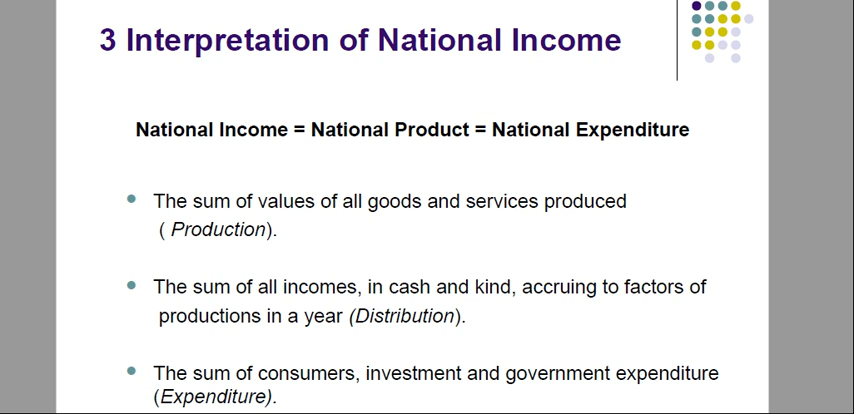 3 Interpretation of National Income
National Income = National Product = National Expenditure
The sum of values of all goods and services produced
( Production).
The sum of all incomes, in cash and kind, accruing to factors of
productions in a year (Distribution).
The sum of consumers, investment and government expenditure
(Expenditure).